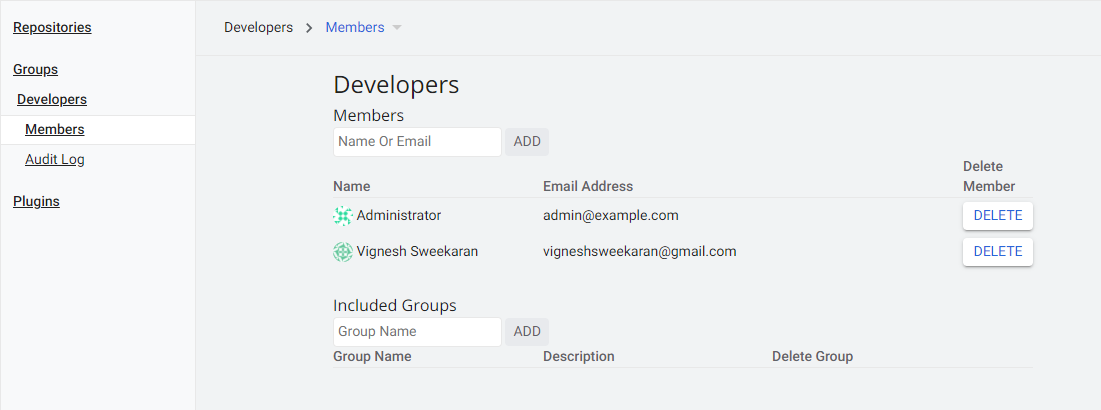 Repositories
Groups
Developers
Members
Audit Log
Plugins
Developers > Members
Developers
Members
Name Or Email ADD
Name Email Address Delete Member
Administrator admin@example.com DELETE
Vignesh Sweekaran vigneshsweekaran@gmail.com DELETE
Included Groups
Group Name ADD
Group Name Description Delete Group